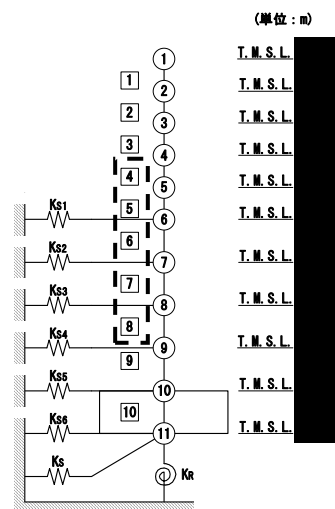 (単位：m)
① T.M.S.L.
1
② T.M.S.L.
2
③ T.M.S.L.
3
④ T.M.S.L.
4
⑤ T.M.S.L.
5
KS1 ⑥ T.M.S.L.
6
KS2 ⑦ T.M.S.L.
7
KS3 ⑧ T.M.S.L.
8
KS4 ⑨ T.M.S.L.
9
KS5 ⑩ T.M.S.L.
10
KS6 ⑪ T.M.S.L.
KS KR